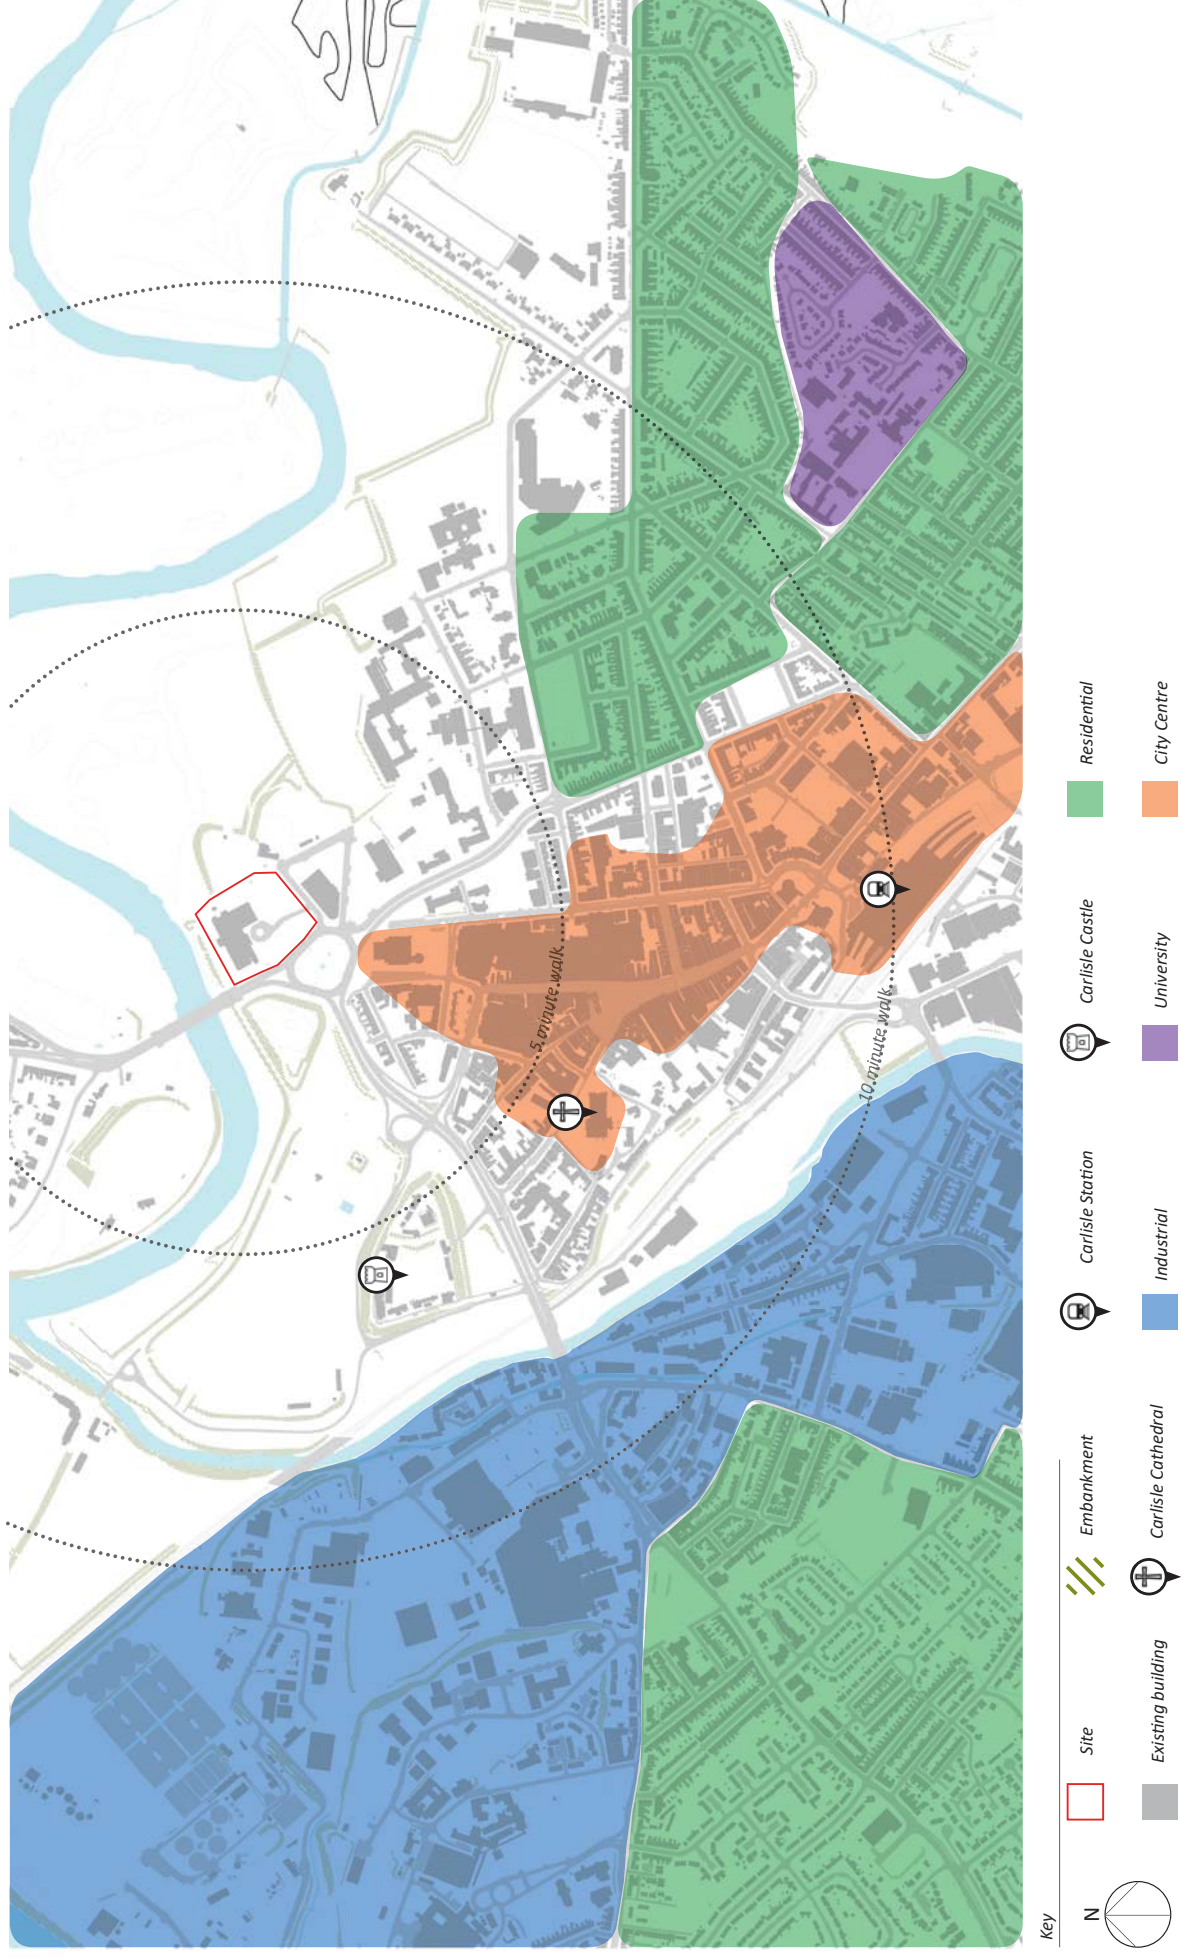 5 minute walk
10 minute walk
Key
N
Site
Embankment
Carlisle Station
Carlisle Castle
Residential
Existing building
Carlisle Cathedral
Industrial
University
City Centre